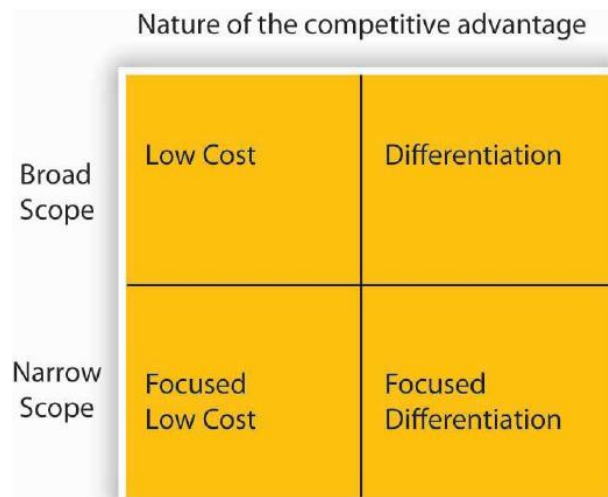 Nature of the competitive advantage
Broad
Scope
Low Cost
Differentiation
Narrow
Scope
Focused
Low Cost
Focused
Differentiation